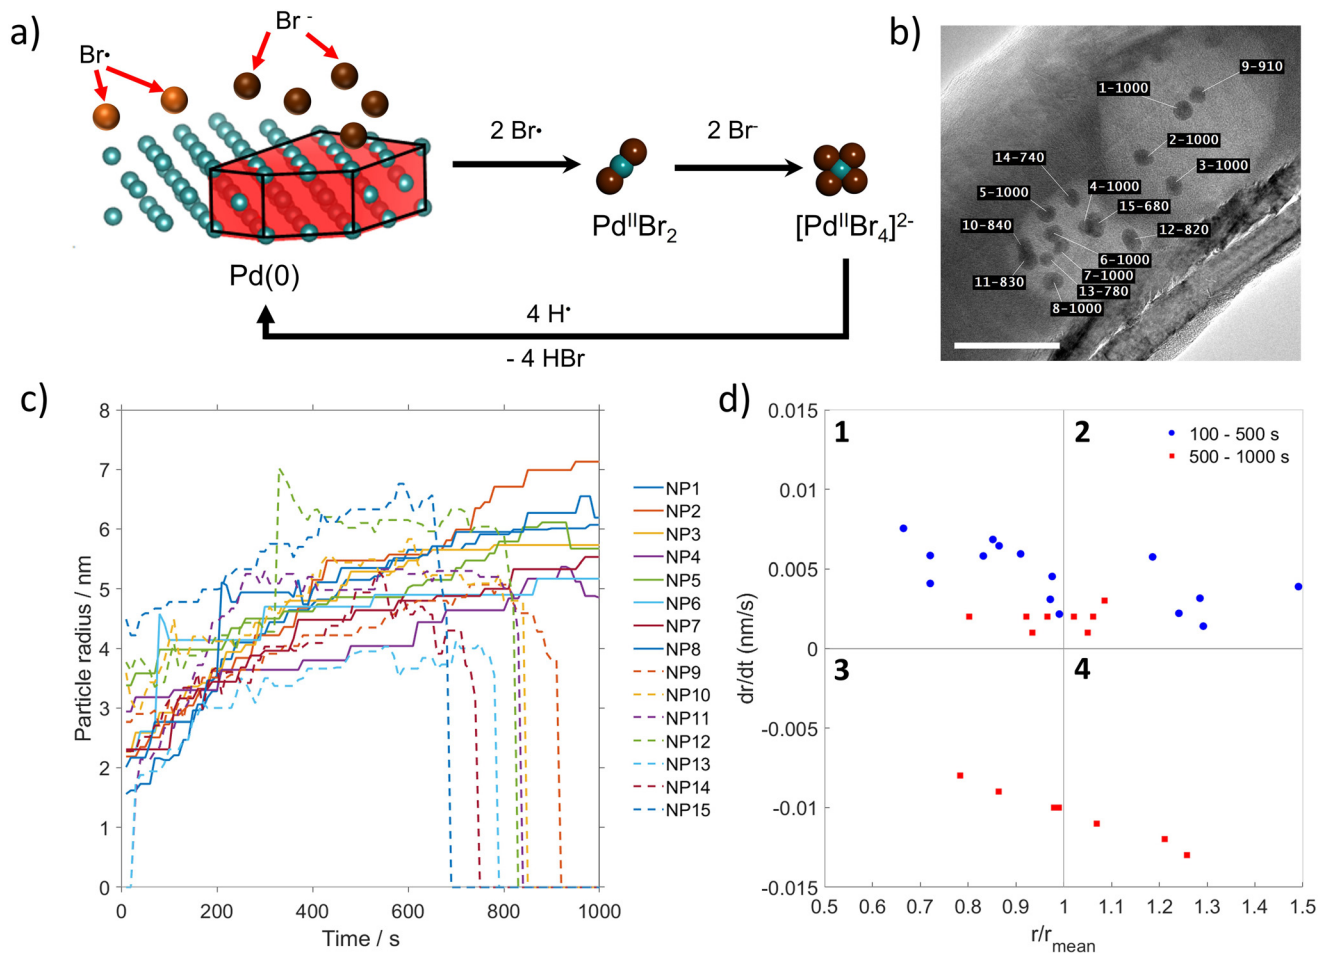 a)
Br •
Br -
2 Br•
2 Br-
Pd(0)
PdIIBr2
[PdIIBr4]2-
4 H•
- 4 HBr
b)
9-910
1-1000
2-1000
14-740
3-1000
5-1000
4-1000
15-680
10-840
12-820
6-1000
11-830
7-1000
13-780
8-1000
c)
8
7
6
5
4
3
2
1
0
0 200 400 600 800 1000
Particle radius / nm
Time / s
NP1
NP2
NP3
NP4
NP5
NP6
NP7
NP8
NP9
NP10
NP11
NP12
NP13
NP14
NP15
d)
0.015
0.01
0.005
0
-0.005
-0.01
-0.015
dr/dt (nm/s)
1
2
100 - 500 s
500 - 1000 s
3
4
0.5 0.6 0.7 0.8 0.9 1 1.1 1.2 1.3 1.4 1.5
r/rmean